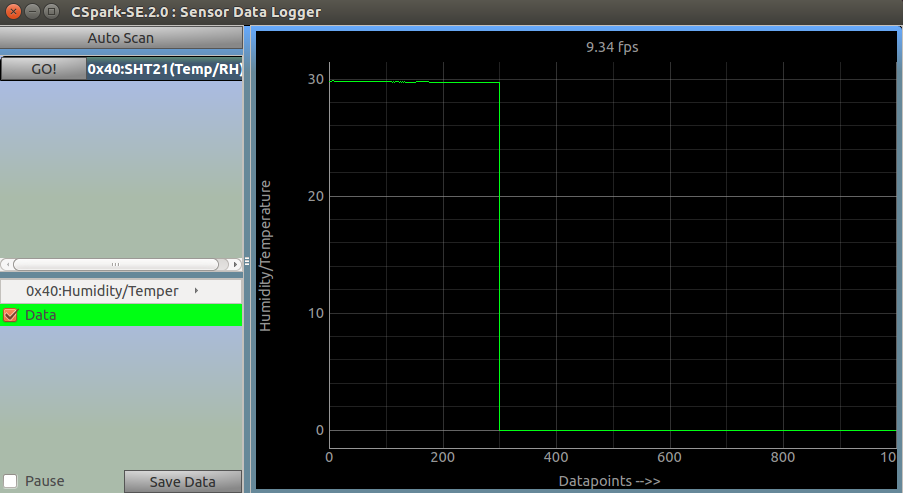 CSpark-SE.2.0 : Sensor Data Logger
Auto Scan
GO! 0x40:SHT21(Temp/RH)
0x40:Humidity/Temper
Data
Pause
Save Data
9.34 fps
Humidity/Temperature
30
20
10
0
0 200 400 600 800 10
Datapoints -->>